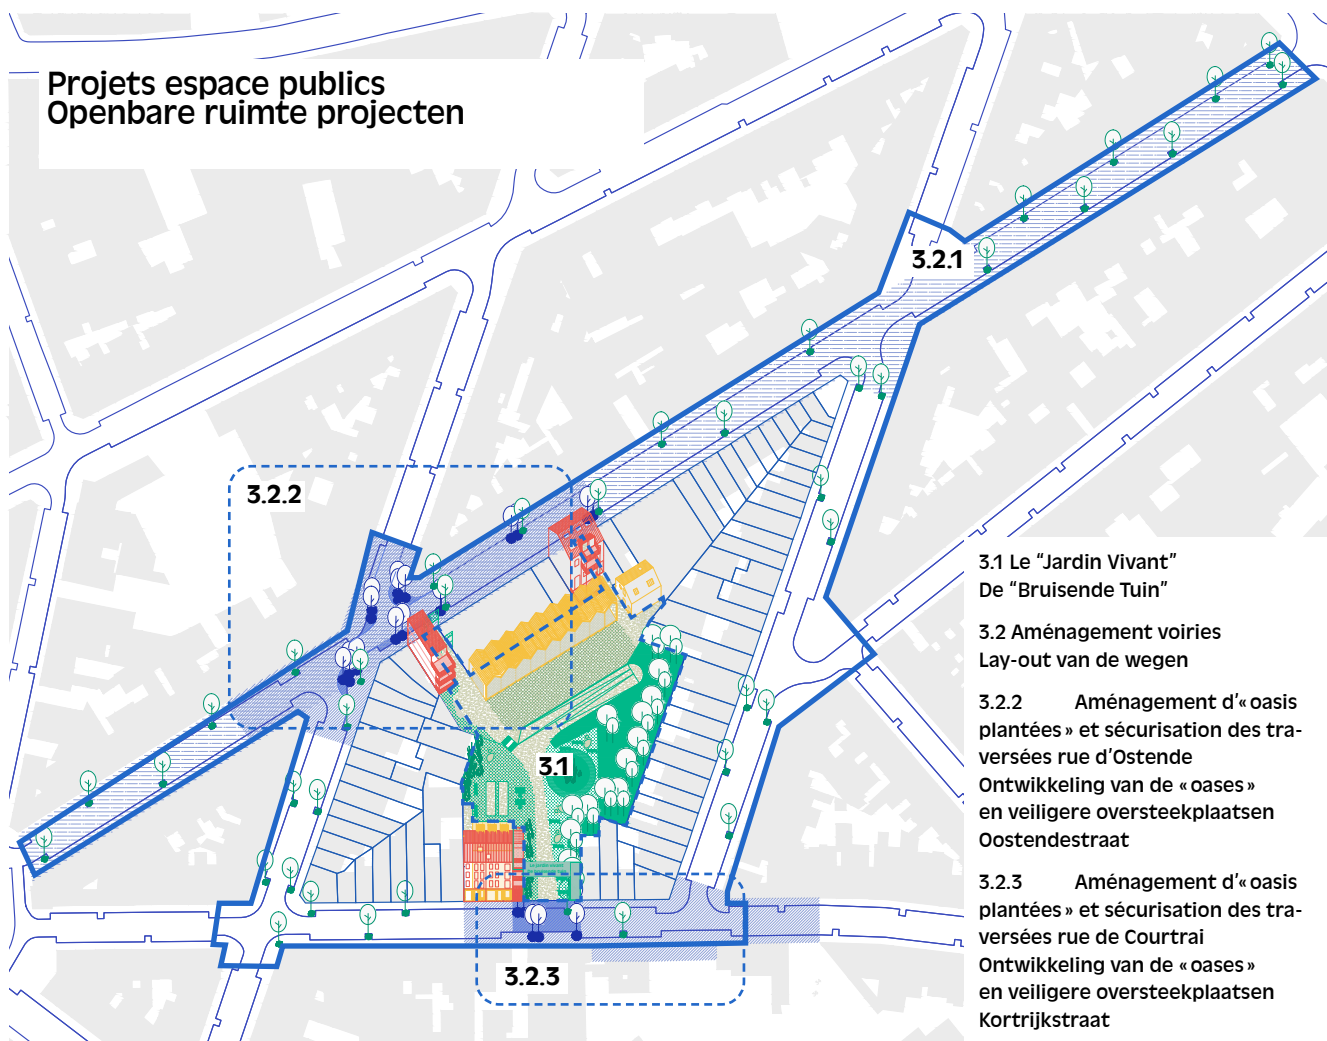 Projets espace publics
Openbare ruimte projecten
3.2.1
3.2.2
3.1
3.2.3
3.1 Le “Jardin Vivant”
De “Bruisende Tuin”
3.2 Aménagement voiries
Lay-out van de wegen
3.2.2 Aménagement d’« oasis
plantées » et sécurisation des tra-
versées rue d’Ostende
Ontwikkeling van de « oases »
en veiligere oversteekplaatsen
Oostendestraat
3.2.3 Aménagement d’« oasis
plantées » et sécurisation des tra-
versées rue de Courtrai
Ontwikkeling van de « oases »
en veiligere oversteekplaatsen
Kortrijkstraat